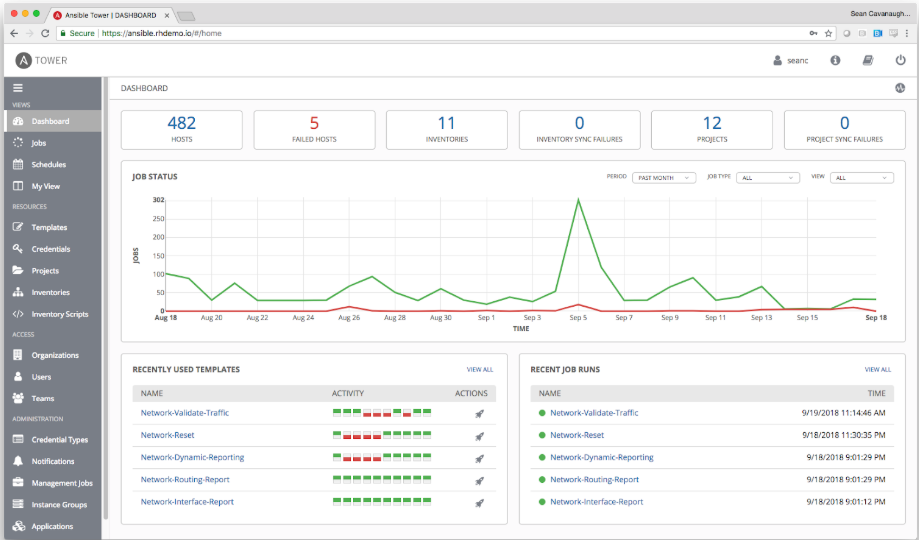 Ansible Tower | DASHBOARD
Sean Cavanaugh...
Secure https://ansible.rhdemo.io/#/home
A TOWER
seanc
VIEWS
Dashboard
Jobs
Schedules
My View
RESOURCES
Templates
Credentials
Projects
Inventories
Inventory Scripts
ACCESS
Organizations
Users
Teams
ADMINISTRATION
Credential Types
Notifications
Management Jobs
Instance Groups
Applications
DASHBOARD
482 5 11 0 12 0
HOSTS FAILED HOSTS INVENTORIES INVENTORY SYNC FAILURES PROJECTS PROJECT SYNC FAILURES
JOB STATUS
PERIOD PAST MONTH JOB TYPE ALL VIEW ALL
302
250
200
150
100
50
0
JOBS
Aug 18 Aug 20 Aug 22 Aug 24 Aug 26 Aug 28 Aug 30 Sep 1 Sep 3 Sep 5 Sep 7 Sep 9 Sep 11 Sep 13 Sep 15 Sep 18
TIME
RECENTLY USED TEMPLATES VIEW ALL
NAME ACTIVITY ACTIONS
Network-Validate-Traffic
Network-Reset
Network-Dynamic-Reporting
Network-Routing-Report
Network-Interface-Report
RECENT JOB RUNS VIEW ALL
NAME TIME
Network-Validate-Traffic 9/19/2018 11:14:46 AM
Network-Reset 9/18/2018 11:30:35 PM
Network-Dynamic-Reporting 9/18/2018 9:01:29 PM
Network-Routing-Report 9/18/2018 9:01:29 PM
Network-Interface-Report 9/18/2018 9:01:12 PM